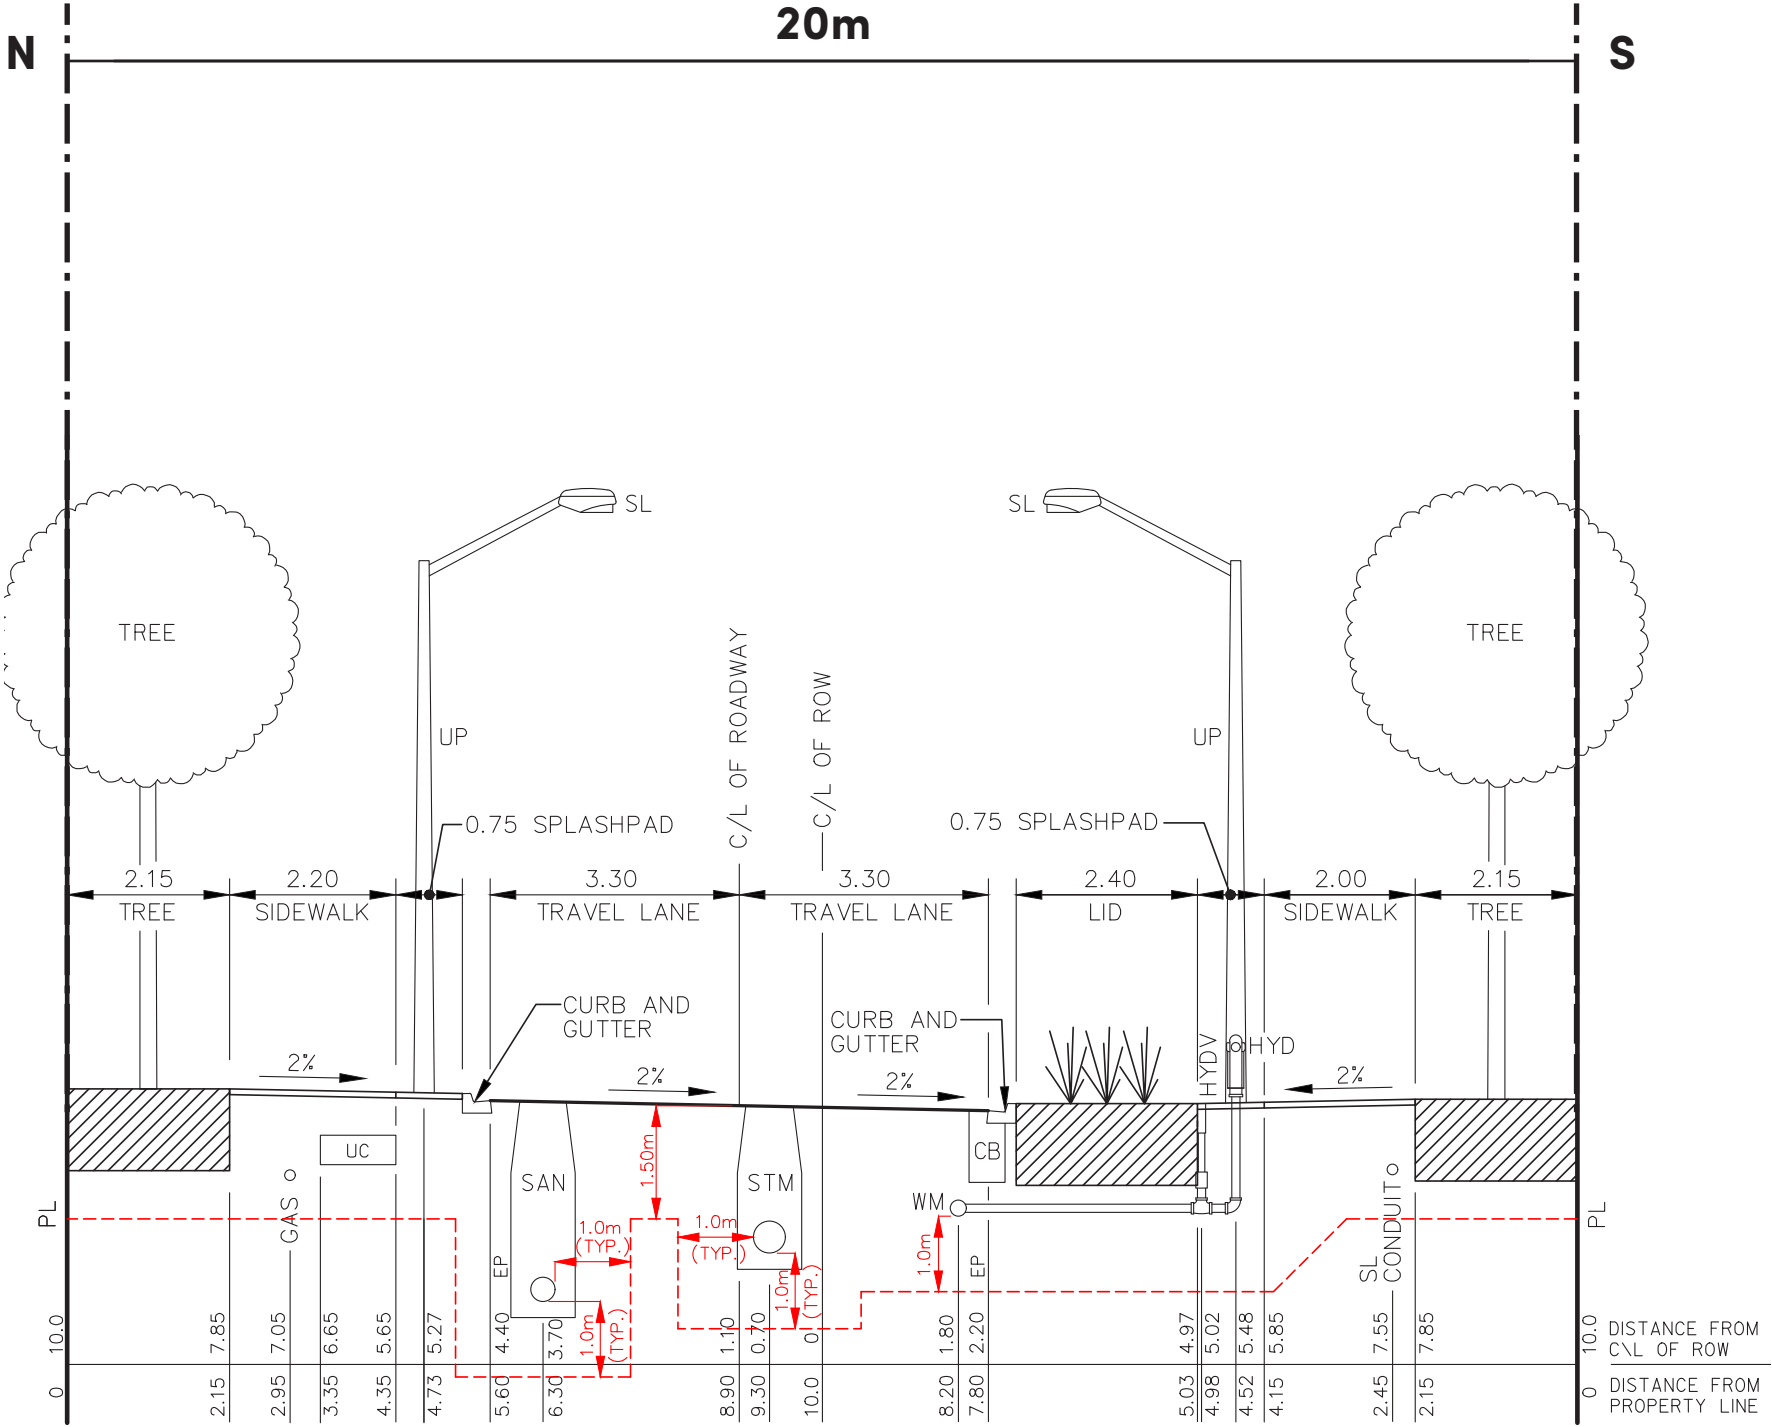 20m
N
S
SL
SL
TREE
TREE
C/L OF ROADWAY
C/L OF ROW
UP
UP
0.75 SPLASHPAD
0.75 SPLASHPAD
2.15
2.20
3.30
3.30
2.40
2.00
2.15
TREE
SIDEWALK
TRAVEL LANE
TRAVEL LANE
LID
SIDEWALK
TREE
CURB AND
GUTTER
CURB AND
GUTTER
HYDV
HYD
2%
2%
2%
2%
UC
CB
SAN
STM
1.50m
WM
GAS
PL
PL
1.0m
(TYP.)
1.0m
(TYP.)
1.0m
EP
EP
SL
CONDUIT
1.0m
(TYP.)
1.0m
(TYP.)
10.0
7.85
7.05
6.65
5.65
5.27
4.40
3.70
1.10
0.70
0
1.80
2.20
4.97
5.02
5.48
5.85
7.55
7.85
10.0
DISTANCE FROM
C\L OF ROW
0
2.15
2.95
3.35
4.35
4.73
5.60
6.30
8.90
9.30
10.0
8.20
7.80
5.03
4.98
4.52
4.15
2.45
2.15
0
DISTANCE FROM
PROPERTY LINE